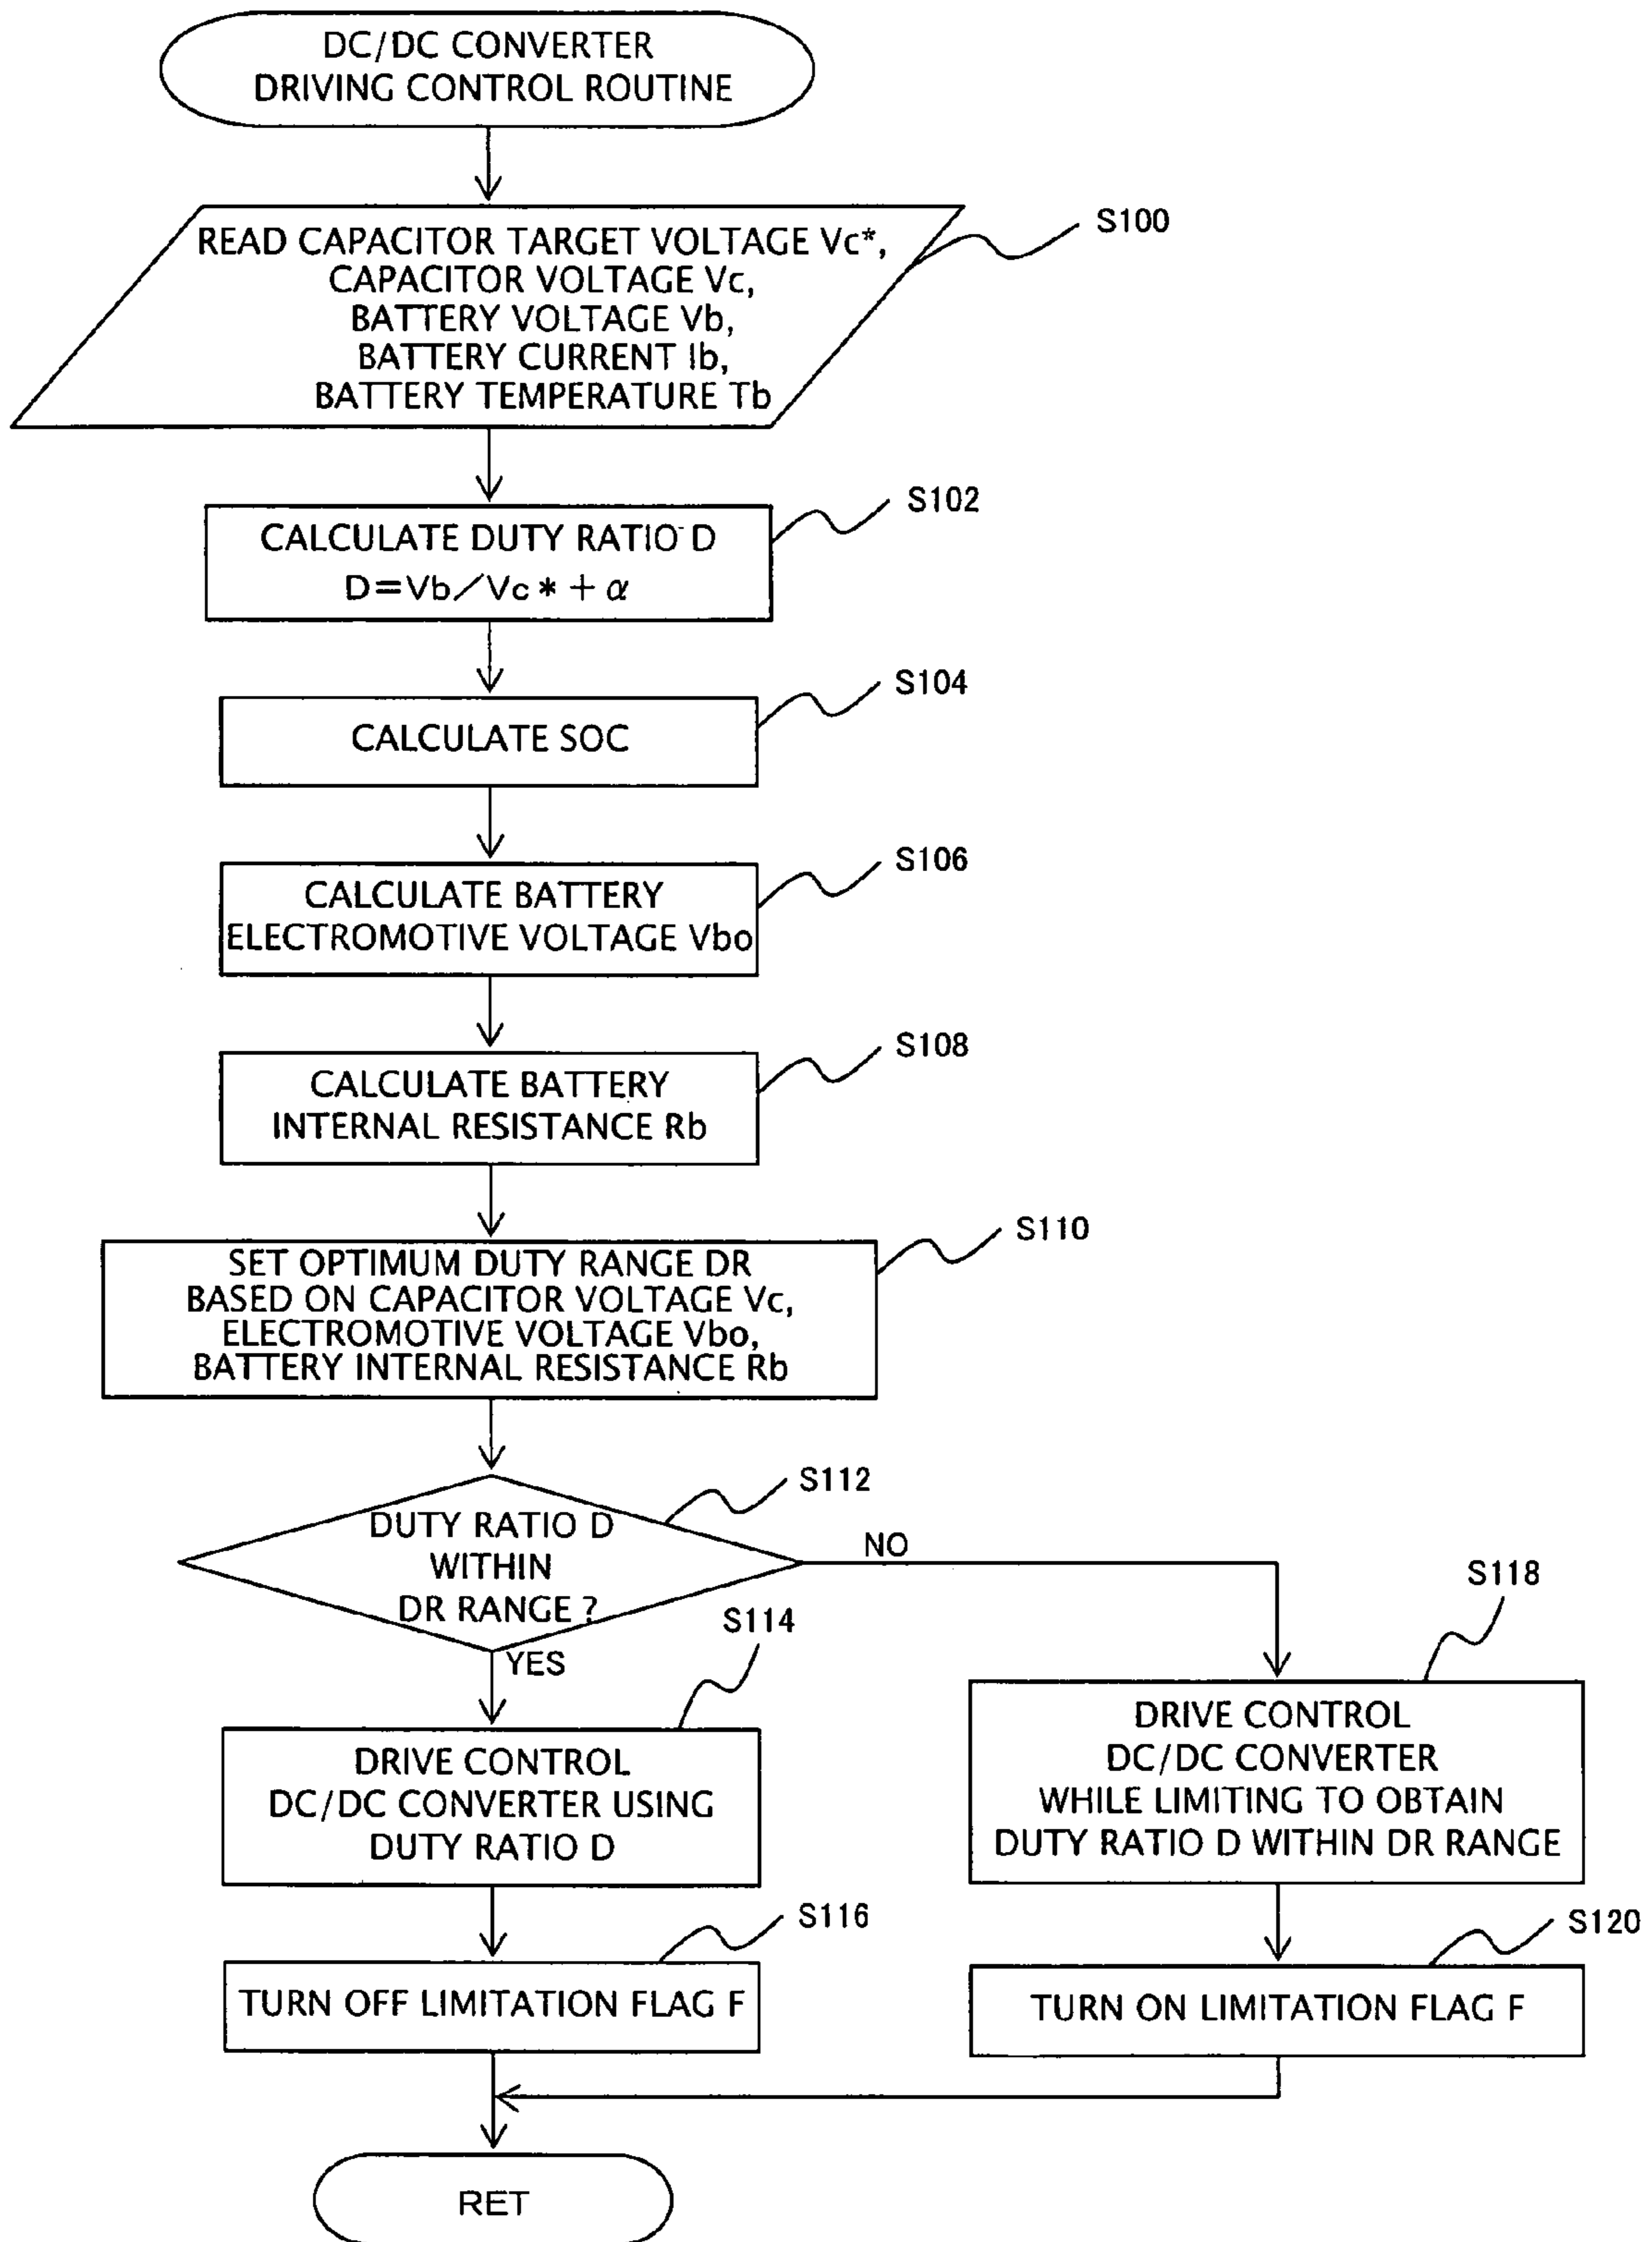 DC/DC CONVERTER
DRIVING CONTROL ROUTINE
READ CAPACITOR TARGET VOLTAGE Vc*,
CAPACITOR VOLTAGE Vc,
BATTERY VOLTAGE Vb,
BATTERY CURRENT Ib,
BATTERY TEMPERATURE Tb
S100
CALCULATE DUTY RATIO D
D=Vb/Vc*+α
S102
CALCULATE SOC
S104
CALCULATE BATTERY
ELECTROMOTIVE VOLTAGE Vbo
S106
CALCULATE BATTERY
INTERNAL RESISTANCE Rb
S108
SET OPTIMUM DUTY RANGE DR
BASED ON CAPACITOR VOLTAGE Vc,
ELECTROMOTIVE VOLTAGE Vbo,
BATTERY INTERNAL RESISTANCE Rb
S110
DUTY RATIO D
WITHIN
DR RANGE ?
S112
NO
YES
S114
DRIVE CONTROL
DC/DC CONVERTER USING
DUTY RATIO D
S118
DRIVE CONTROL
DC/DC CONVERTER
WHILE LIMITING TO OBTAIN
DUTY RATIO D WITHIN DR RANGE
S116
TURN OFF LIMITATION FLAG F
S120
TURN ON LIMITATION FLAG F
RET